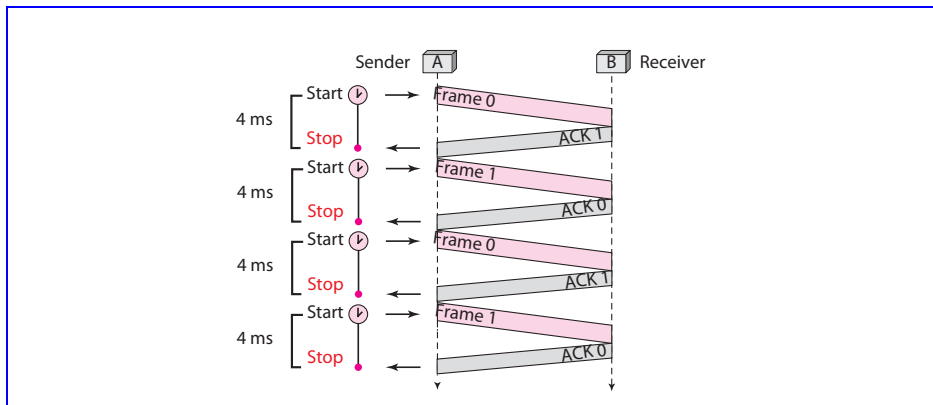 Sender A B Receiver
Start Frame 0
4 ms
Stop ACK 1
Start Frame 1
4 ms
Stop ACK 0
Start Frame 0
4 ms
Stop ACK 1
Start Frame 1
4 ms
Stop ACK 0